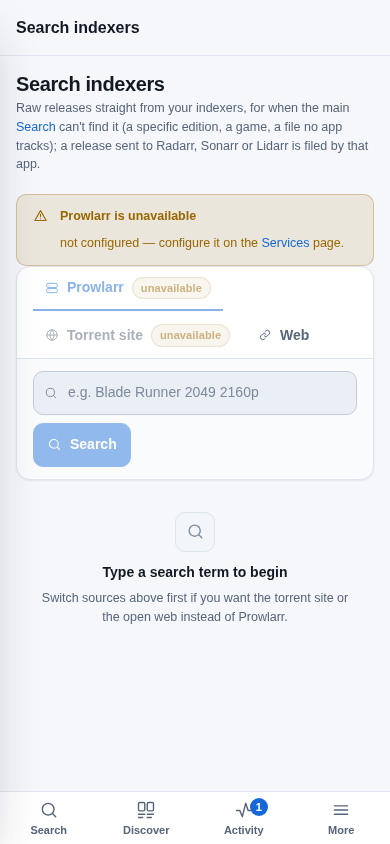 Search indexers
Search indexers
Raw releases straight from your indexers, for when the main
Search can't find it (a specific edition, a game, a file no app
tracks); a release sent to Radarr, Sonarr or Lidarr is filed by that
app.
Prowlarr is unavailable
not configured — configure it on the Services page.
Prowlarr unavailable
Torrent site unavailable Web
e.g. Blade Runner 2049 2160p
Search
Type a search term to begin
Switch sources above first if you want the torrent site or
the open web instead of Prowlarr.
1
Search Discover Activity More